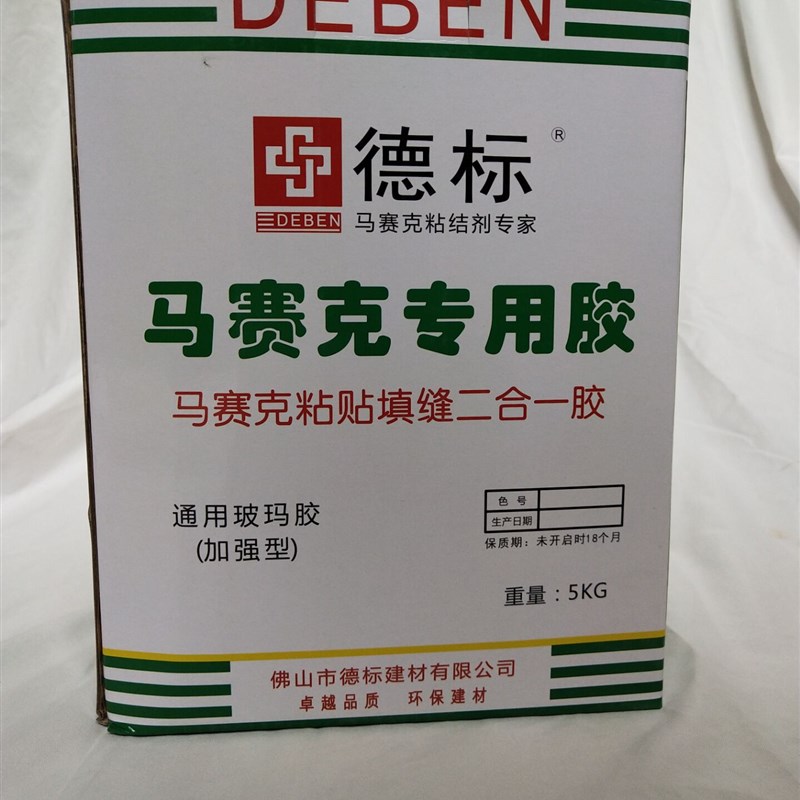 DEBEN
德标®
DEBEN
马赛克粘结剂专家
马赛克专用胶
马赛克粘贴填缝二合一胶
通用玻玛胶
(加强型)
色 号
生产日期
保质期：未开启时18个月
重量：5KG
佛山市德标建材有限公司
卓越品质 环保建材